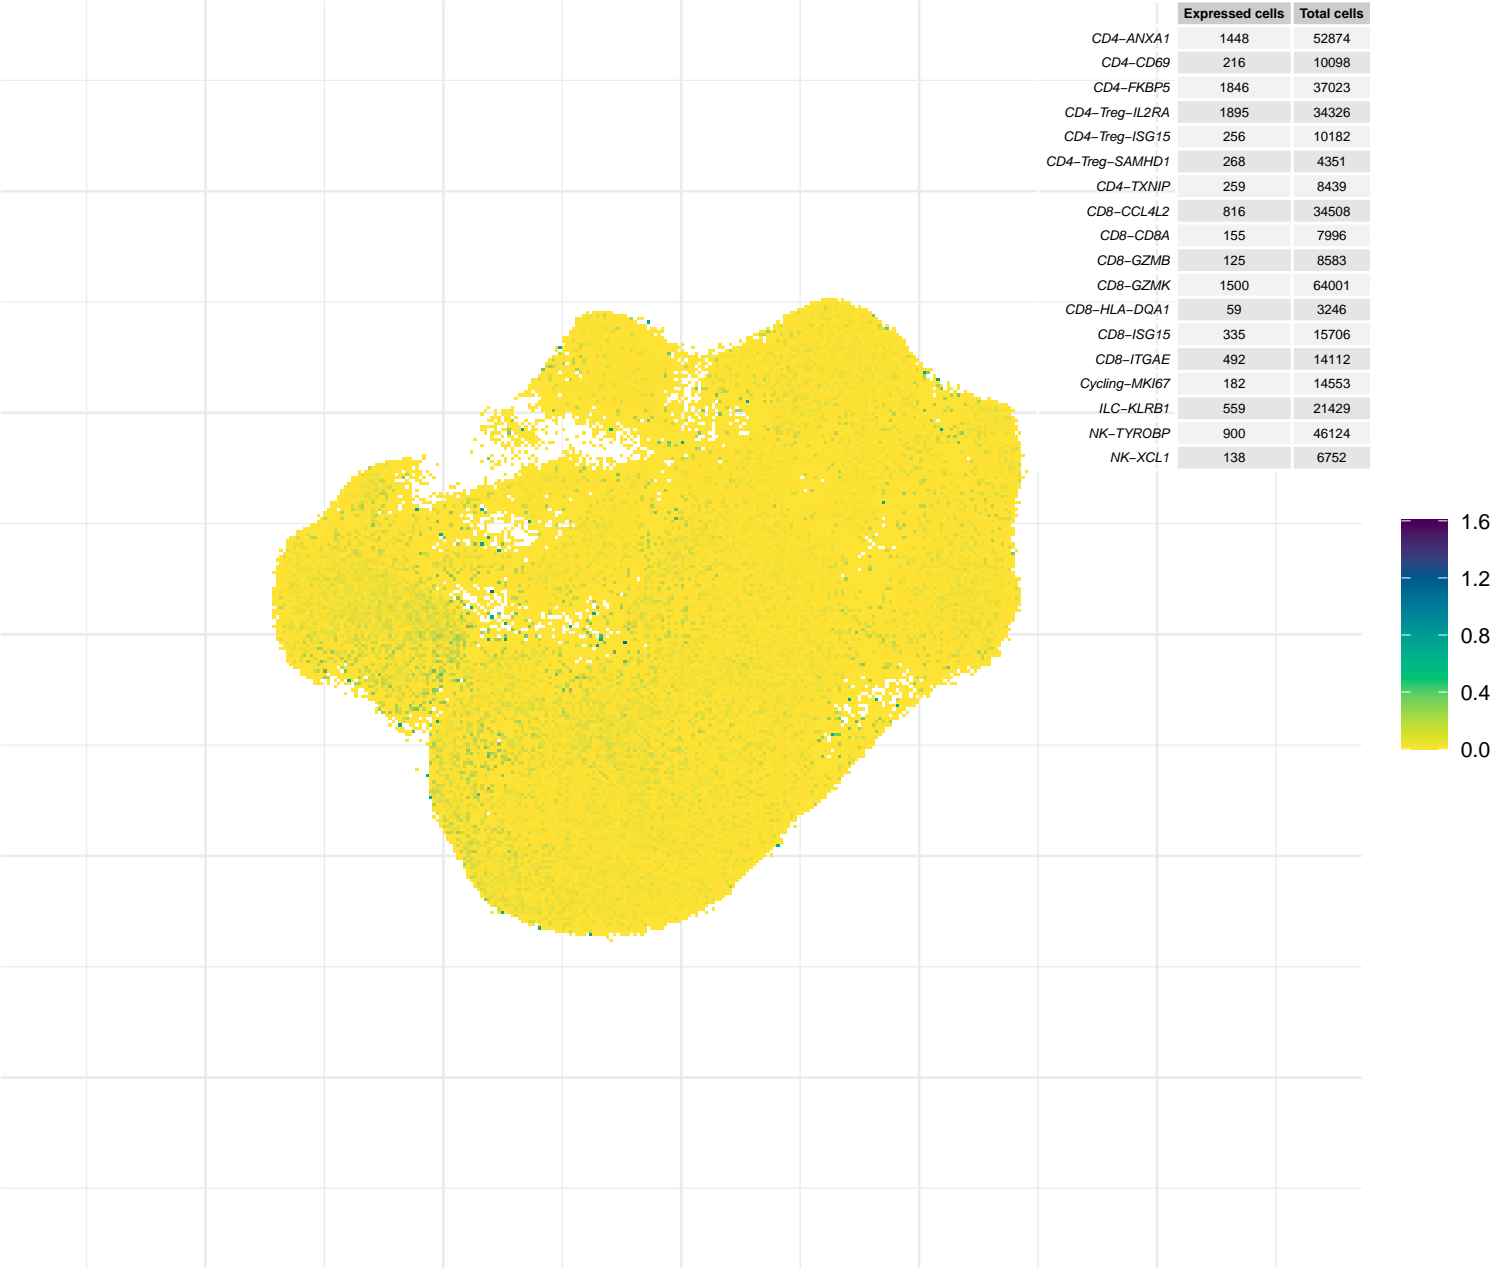 Expressed cells Total cells
CD4−ANXA1 1448 52874
CD4−CD69 216 10098
CD4−FKBP5 1846 37023
CD4−Treg−IL2RA 1895 34326
CD4−Treg−ISG15 256 10182
CD4−Treg−SAMHD1 268 4351
CD4−TXNIP 259 8439
CD8−CCL4L2 816 34508
CD8−CD8A 155 7996
CD8−GZMB 125 8583
CD8−GZMK 1500 64001
CD8−HLA−DQA1 59 3246
CD8−ISG15 335 15706
CD8−ITGAE 492 14112
Cycling−MKI67 182 14553
ILC−KLRB1 559 21429
NK−TYROBP 900 46124
NK−XCL1 138 6752
1.6
1.2
0.8
0.4
0.0